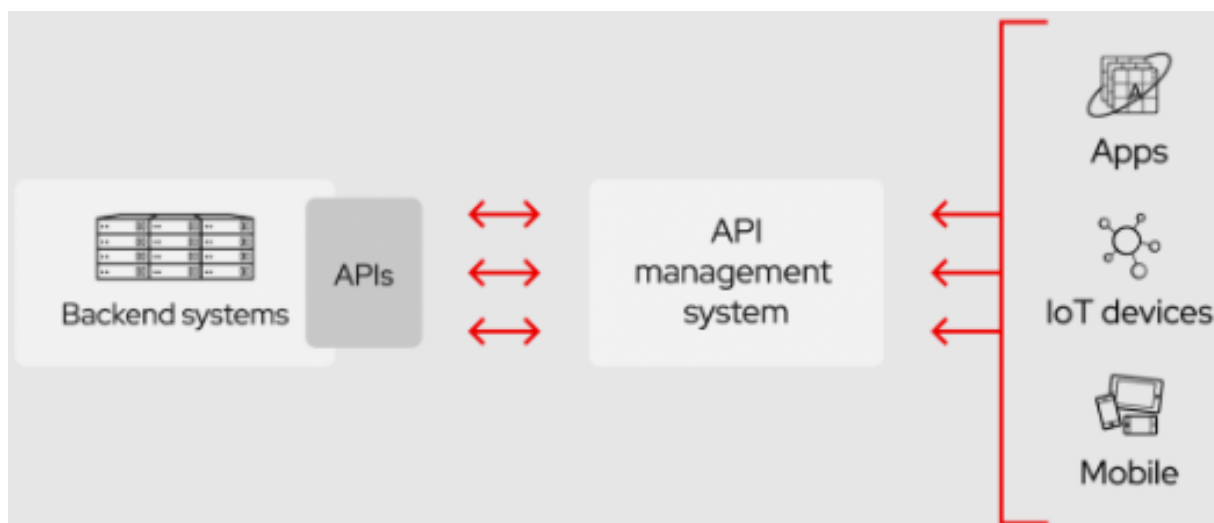 Backend systems
APIs
API
management
system
Apps
IoT devices
Mobile